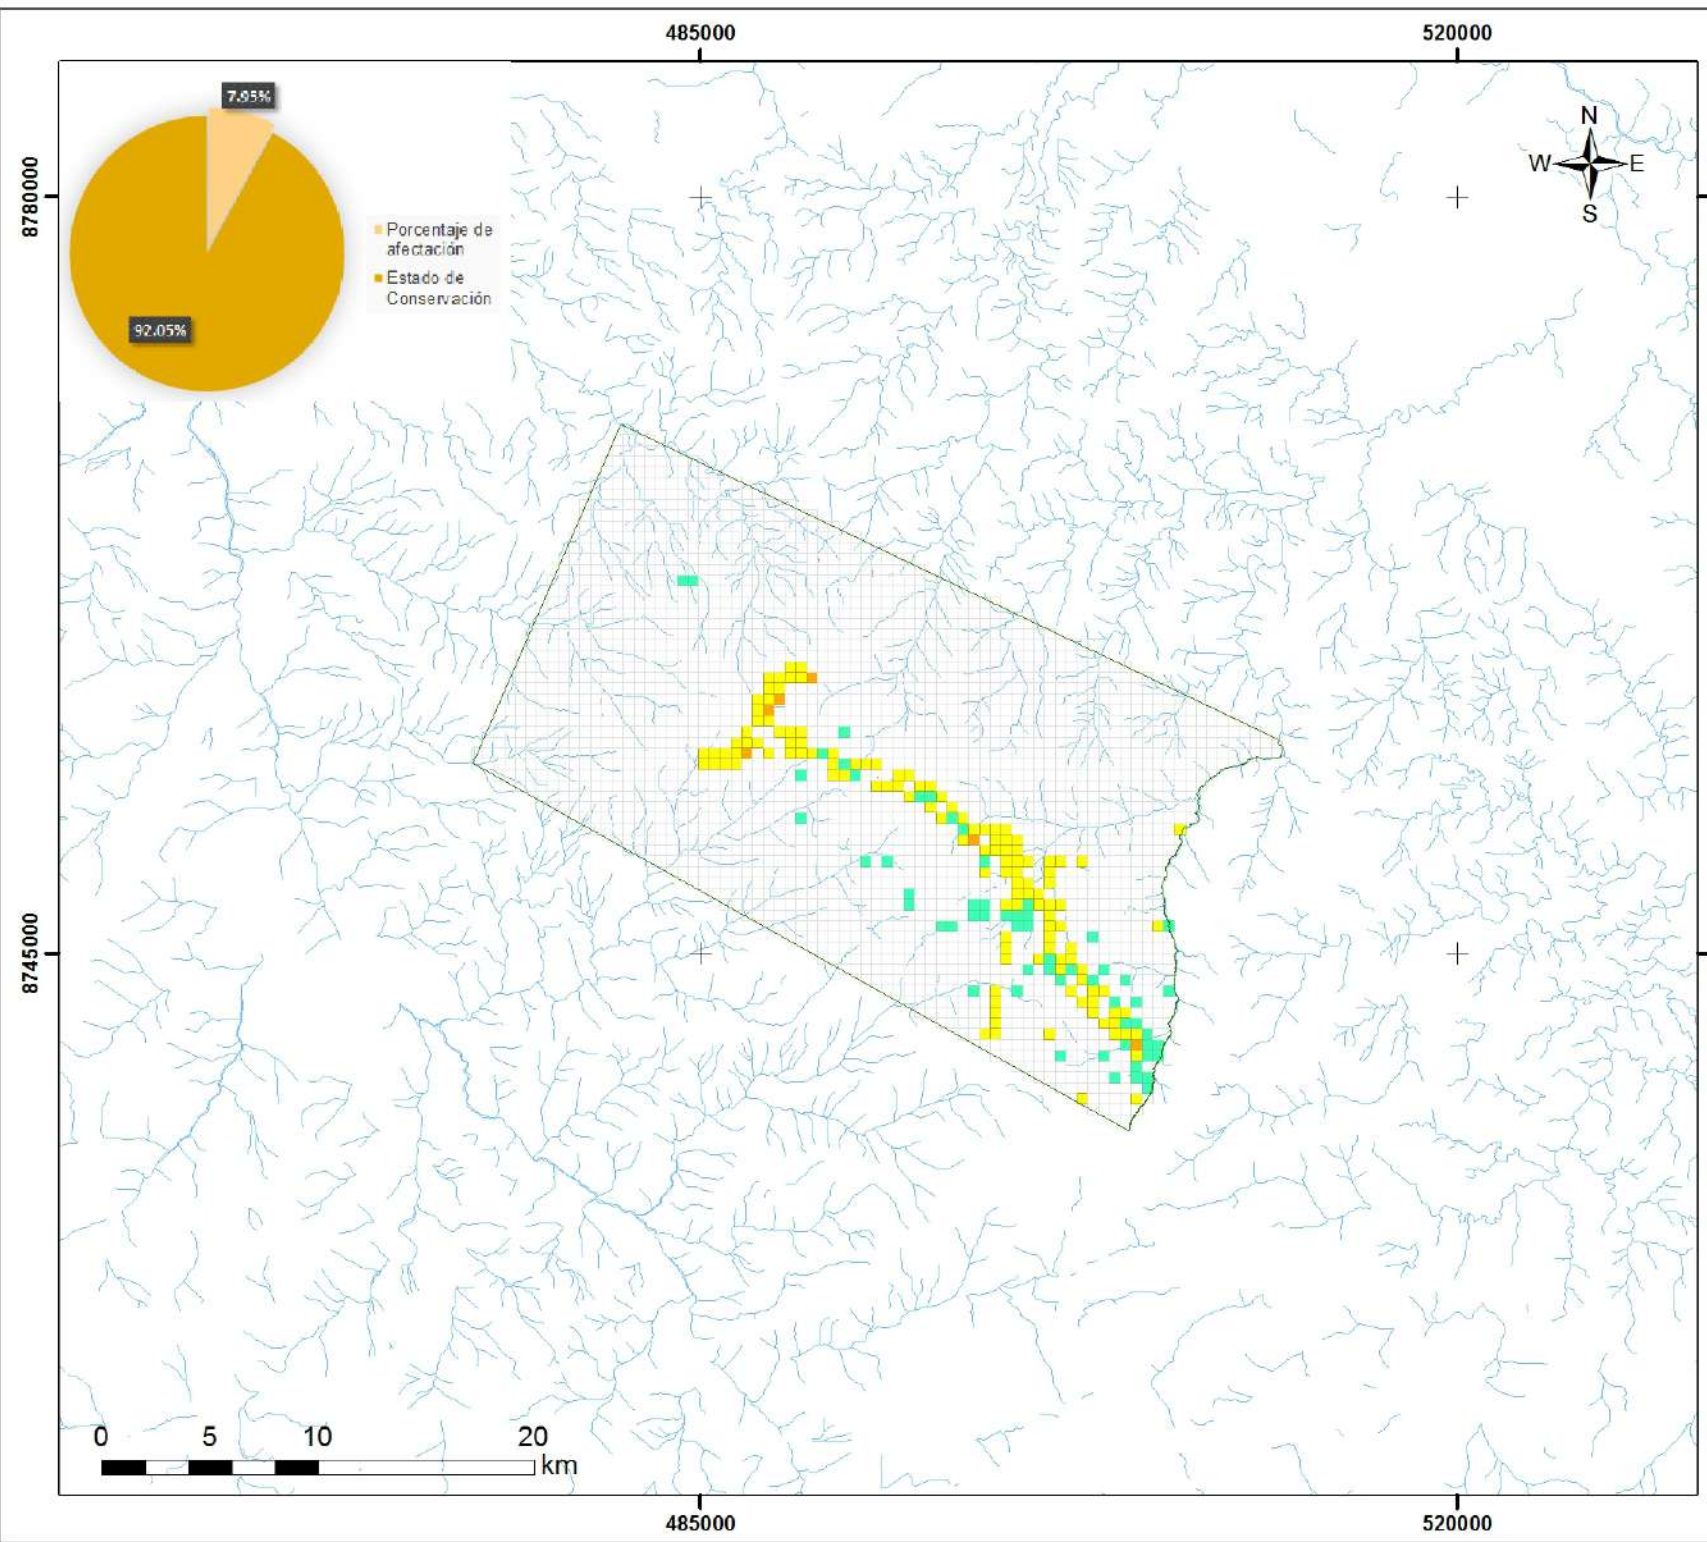 485000 520000
7.95%
N
W E
S
8780000
Porcentaje de
afectación
Estado de
Conservación
92.05%
8745000
0 5 10 20
km
485000 520000